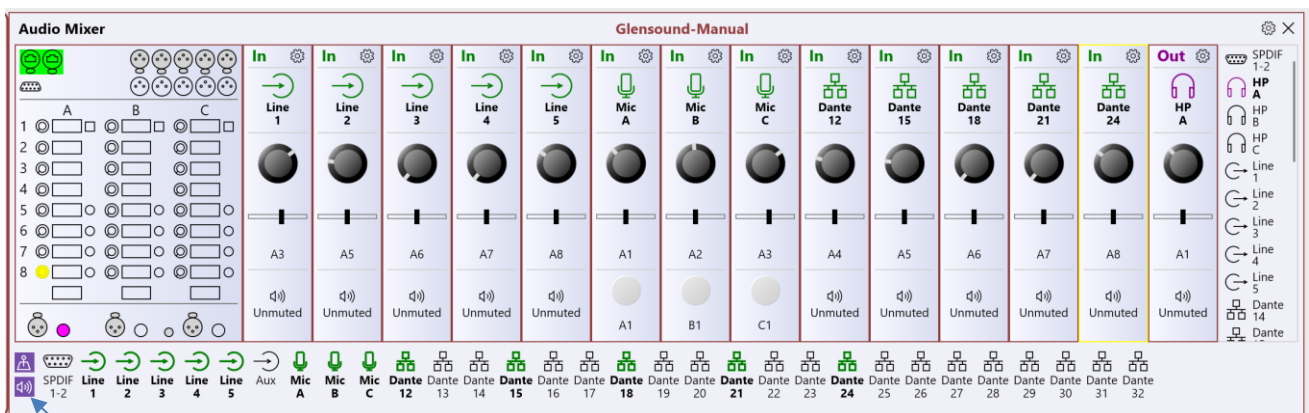 Audio Mixer Glensound-Manual
In In In In In In In In In In In In In Out
Line 1 Line 2 Line 3 Line 4 Line 5 Mic A Mic B Mic C Dante 12 Dante 15 Dante 18 Dante 21 Dante 24 HP A
A3 A5 A6 A7 A8 A1 A2 A3 A4 A5 A6 A7 A8 A1
Unmuted Unmuted Unmuted Unmuted Unmuted A1 B1 C1 Unmuted Unmuted Unmuted Unmuted Unmuted Unmuted
A B C
1
2
3
4
5
6
7
8
SPDIF 1-2
HP A
HP B
HP C
Line 1
Line 2
Line 3
Line 4
Line 5
Dante 14
Dante
SPDIF 1-2 Line 1 Line 2 Line 3 Line 4 Line 5 Aux Mic A Mic B Mic C Dante 12 Dante 13 Dante 14 Dante 15 Dante 16 Dante 17 Dante 18 Dante 19 Dante 20 Dante 21 Dante 22 Dante 23 Dante 24 Dante 25 Dante 26 Dante 27 Dante 28 Dante 29 Dante 30 Dante 31 Dante 32